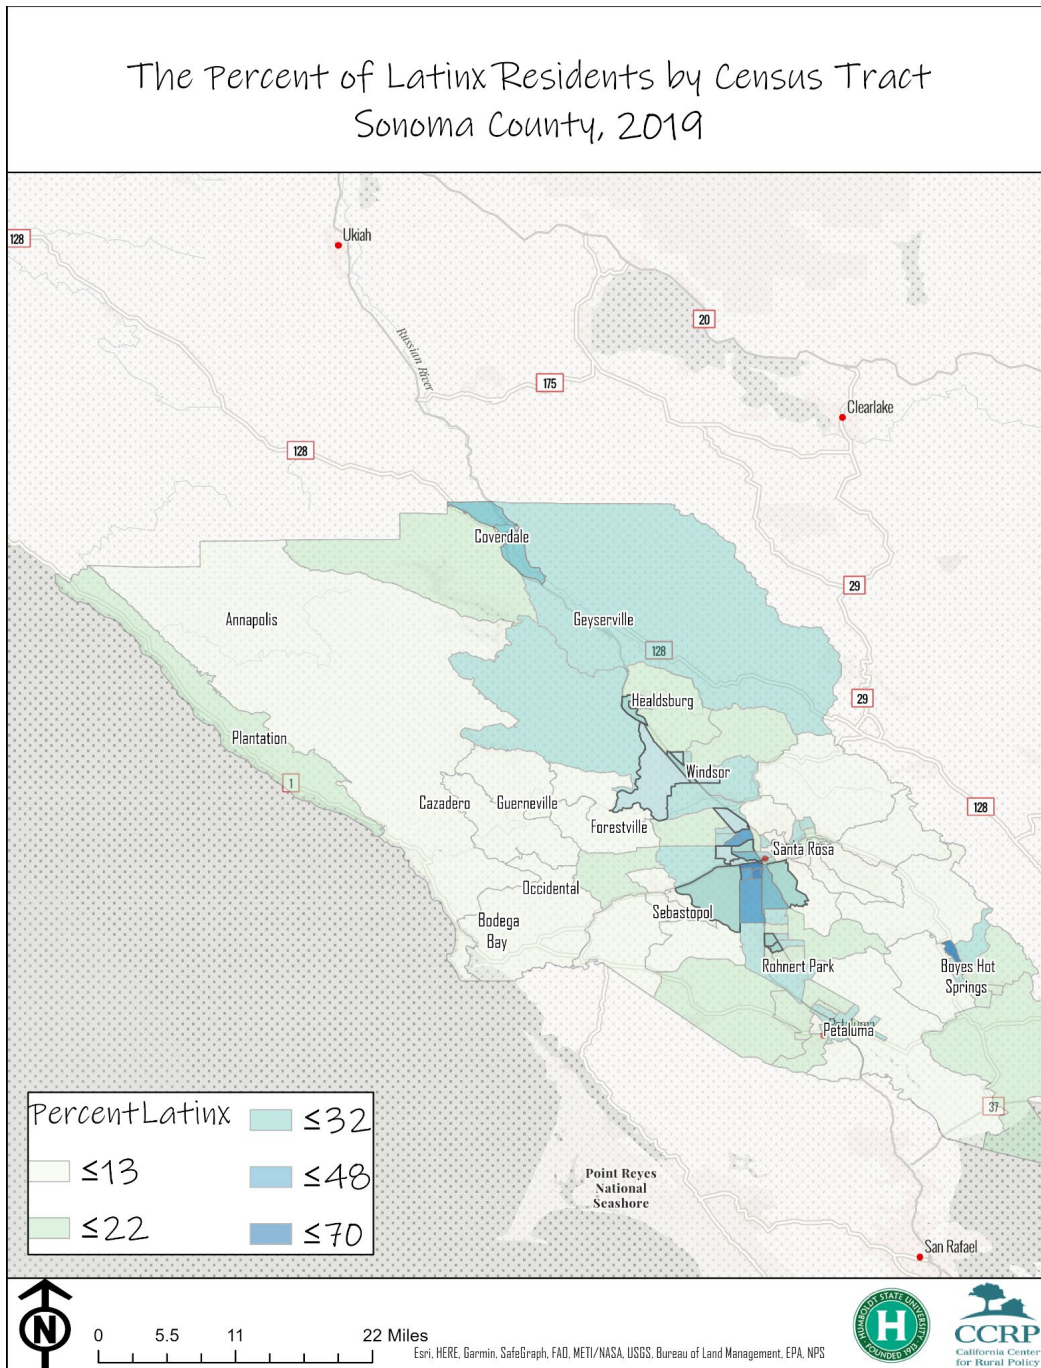 The Percent of Latinx Residents by Census Tract
Sonoma County, 2019
128
Ukiah
20
Russian River
175
Clearlake
128
Coverdale
29
Annapolis
Geyserville
128
29
Healdsburg
Plantation
1
Windsor
Cazadero
Guerneville
128
Forestville
Santa Rosa
Occidental
Sebastopol
Bodega
Bay
Rohnert Park
Boyes Hot
Springs
Petaluma
37
Percent Latinx
≤13
≤22
≤32
≤48
≤70
Point Reyes
National
Seashore
San Rafael
N
0 5.5 11 22 Miles
Esri, HERE, Garmin, SafeGraph, FAO, METI/NASA, USGS, Bureau of Land Management, EPA, NPS
HUMBOLDT STATE UNIVERSITY
H
FOUNDED 1913
CCRP
California Center
for Rural Policy